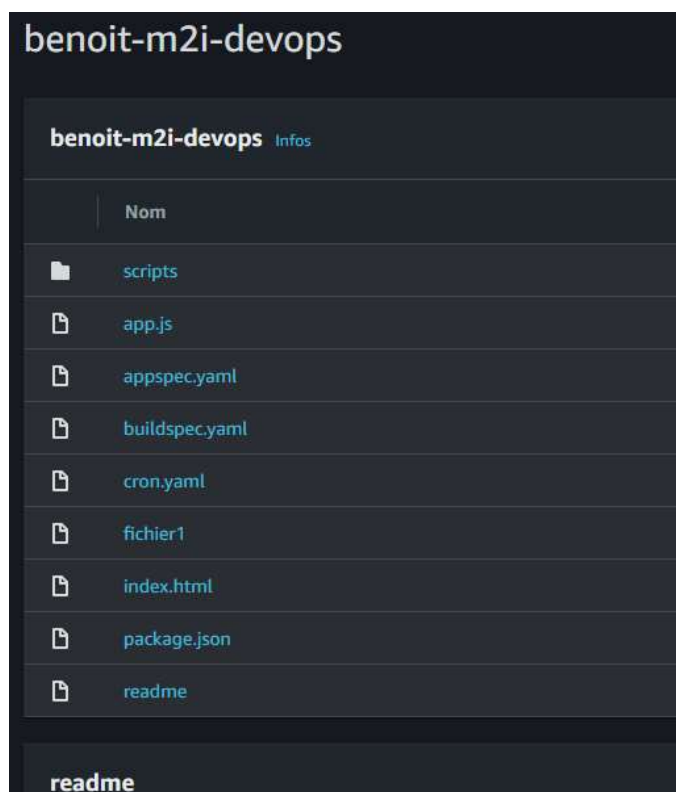 benoit-m2i-devops
benoit-m2i-devops Infos
Nom
scripts
app.js
appspec.yaml
buildspec.yaml
cron.yaml
fichier1
index.html
package.json
readme
readme